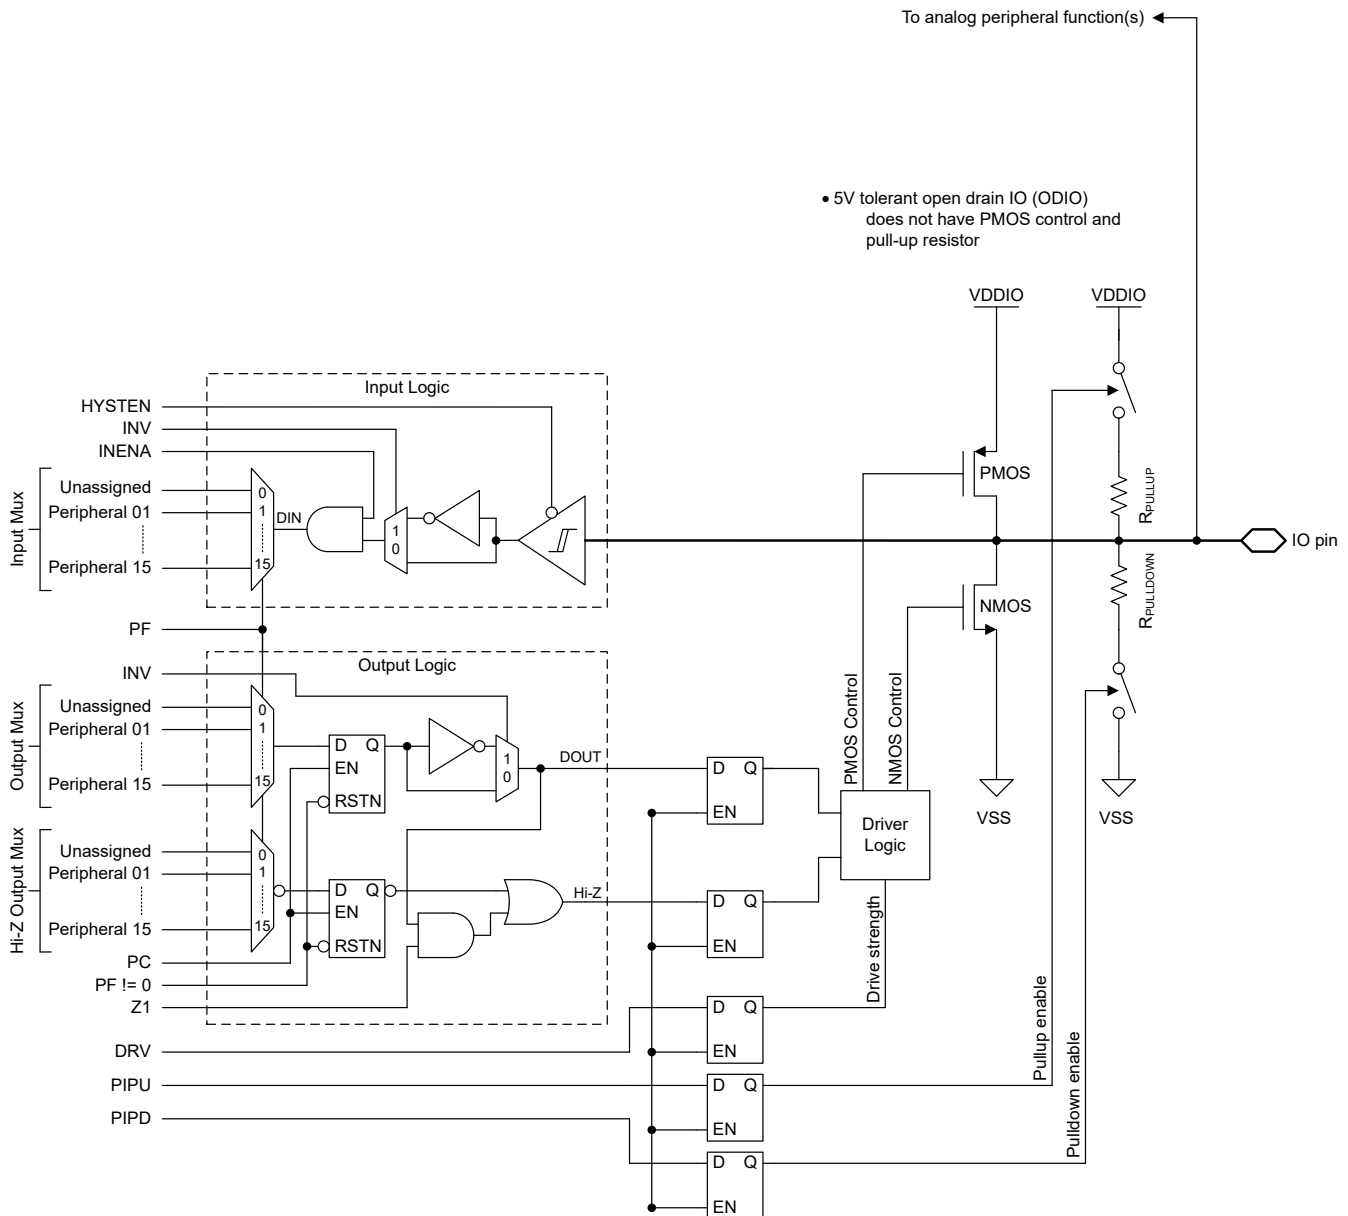 To analog peripheral function(s)
• 5V tolerant open drain IO (ODIO)
does not have PMOS control and
pull-up resistor
VDDIO
VDDIO
Input Logic
HYSTEN
INV
INENA
Input Mux
Unassigned
Peripheral 01
Peripheral 15
0
1
15
DIN
1
0
PMOS
RPULLUP
IO pin
NMOS
RPULLDOWN
PF
Output Logic
INV
Output Mux
Unassigned
Peripheral 01
Peripheral 15
0
1
15
D Q
EN
RSTN
1
0
DOUT
D Q
EN
PMOS Control
NMOS Control
Driver
Logic
VSS
VSS
Hi-Z Output Mux
Unassigned
Peripheral 01
Peripheral 15
0
1
15
D Q
EN
RSTN
Hi-Z
D Q
EN
Drive strength
PC
PF != 0
Z1
D Q
EN
DRV
PIPU
D Q
EN
Pullup enable
PIPD
D Q
EN
Pulldown enable